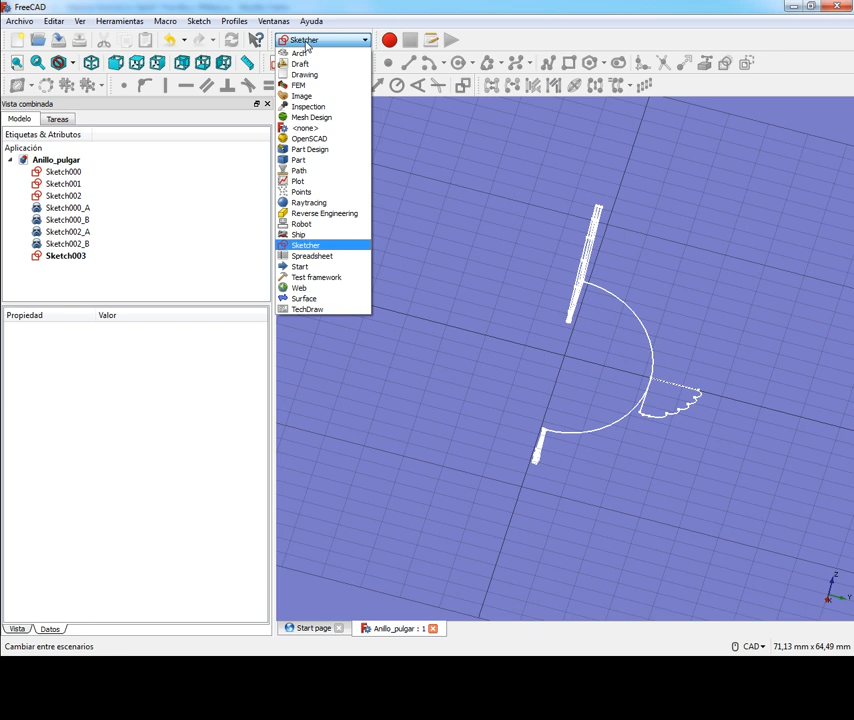 FreeCAD
Archivo Editar Ver Herramientas Macro Sketch Profiles Ventanas Ayuda
Sketcher
Arch
Draft
Drawing
FEM
Image
Inspection
Mesh Design
<none>
OpenSCAD
Part Design
Part
Path
Plot
Points
Raytracing
Reverse Engineering
Robot
Ship
Sketcher
Spreadsheet
Start
Test framework
Web
Surface
TechDraw
Vista combinada
Modelo Tareas
Etiquetas & Atributos
Aplicación
Anillo_pulgar
Sketch000
Sketch001
Sketch002
Sketch000_A
Sketch000_B
Sketch002_A
Sketch002_B
Sketch003
Propiedad Valor
Z
Y
Vista Datos
Start page Anillo_pulgar : 1
Cambiar entre escenarios CAD 71,13 mm x 64,49 mm